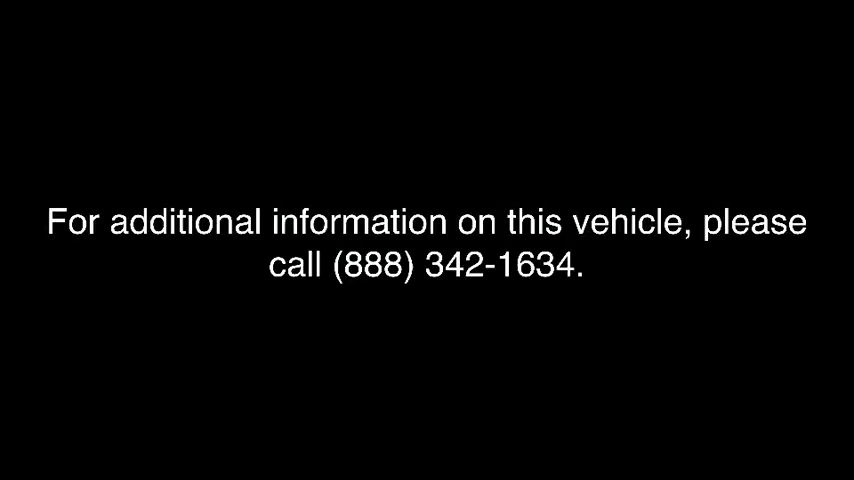 For additional information on this vehicle, please
call (888) 342-1634.